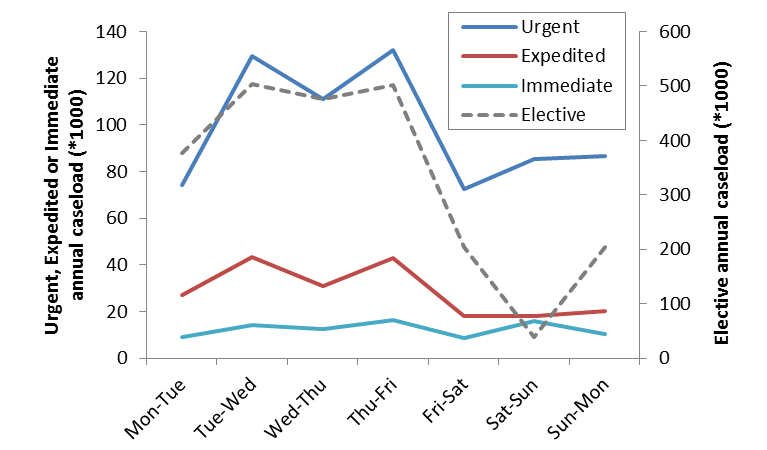 Urgent, Expedited or Immediate
annual caseload (*1000)
140
120
100
80
60
40
20
0
Urgent
Expedited
Immediate
Elective
600
500
400
300
200
100
0
Elective annual caseload (*1000)
Mon-Tue
Tue-Wed
Wed-Thu
Thu-Fri
Fri-Sat
Sat-Sun
Sun-Mon